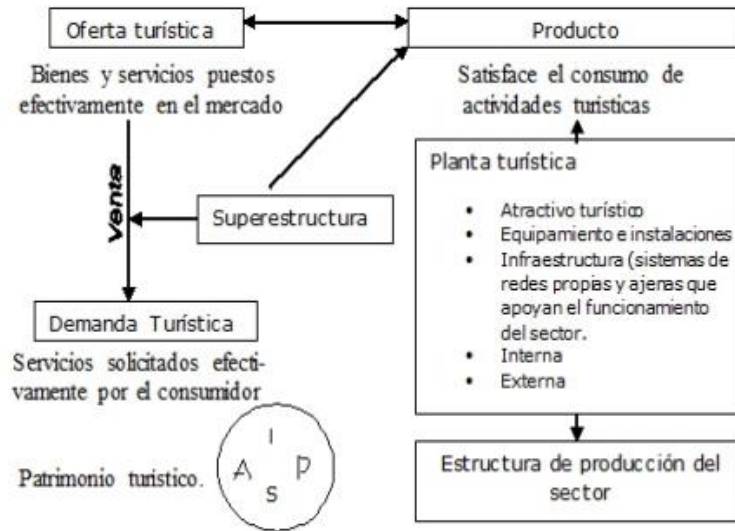 Oferta turística
Bienes y servicios puestos
efectivamente en el mercado
Venta
Superestructura
Demanda Turística
Servicios solicitados efecti-
vamente por el consumidor
Patrimonio turistico.
I
A P
S
Producto
Satisface el consumo de
actividades turísticas
Planta turística
• Atractivo turístico
• Equipamiento e instalaciones
• Infraestructura (sistemas de
redes propias y ajenas que
apoyan el funcionamiento
del sector.
• Interna
• Externa
Estructura de producción del
sector